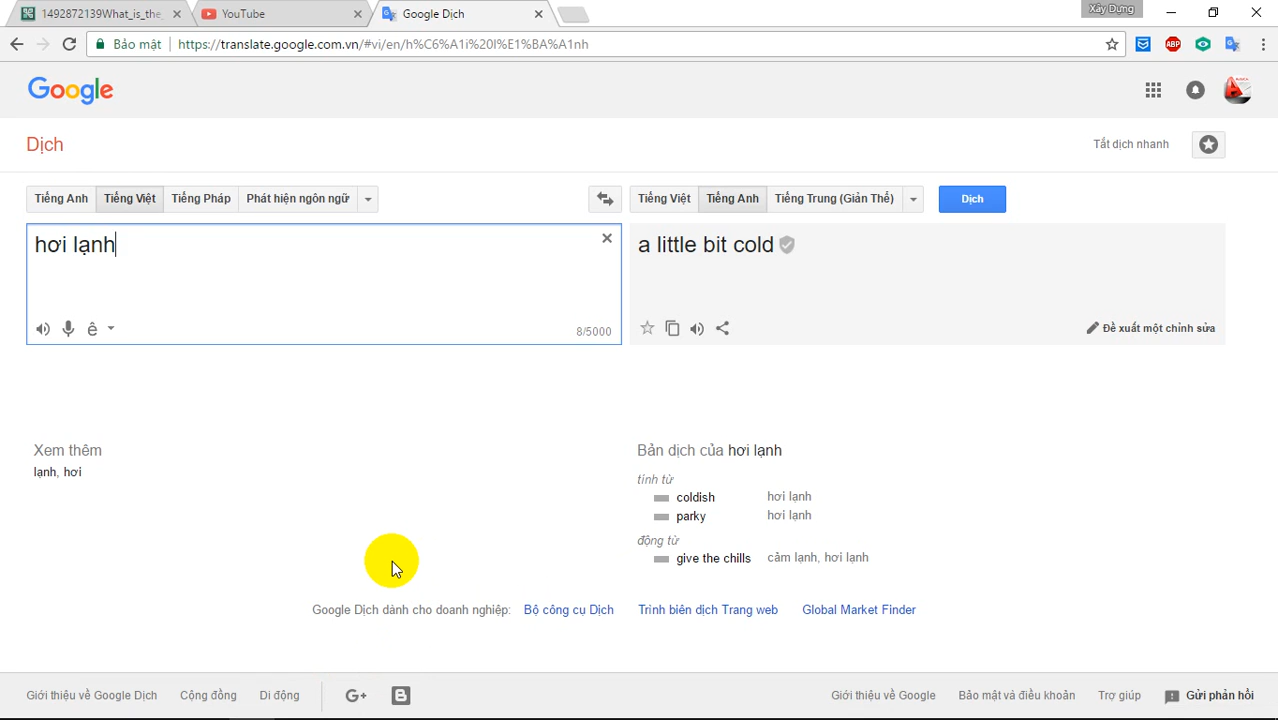 1492872139What_is_the_
YouTube
Google Dịch
Xây Dựng
Bảo mật
https://translate.google.com.vn/#vi/en/h%C6%A1i%20l%E1%BA%A1nh
ABP
Google
Dịch
Tắt dịch nhanh
Tiếng Anh Tiếng Việt Tiếng Pháp Phát hiện ngôn ngữ
Tiếng Việt Tiếng Anh Tiếng Trung (Giản Thể)
Dịch
hơi lạnh
a little bit cold
ê
8/5000
Đề xuất một chỉnh sửa
Xem thêm
lạnh, hơi
Bản dịch của hơi lạnh
tính từ
coldish hơi lạnh
parky hơi lạnh
động từ
give the chills cảm lạnh, hơi lạnh
Google Dịch dành cho doanh nghiệp: Bộ công cụ Dịch Trình biên dịch Trang web Global Market Finder
Giới thiệu về Google Dịch Cộng đồng Di động G+ Giới thiệu về Google Bảo mật và điều khoản Trợ giúp Gửi phản hồi